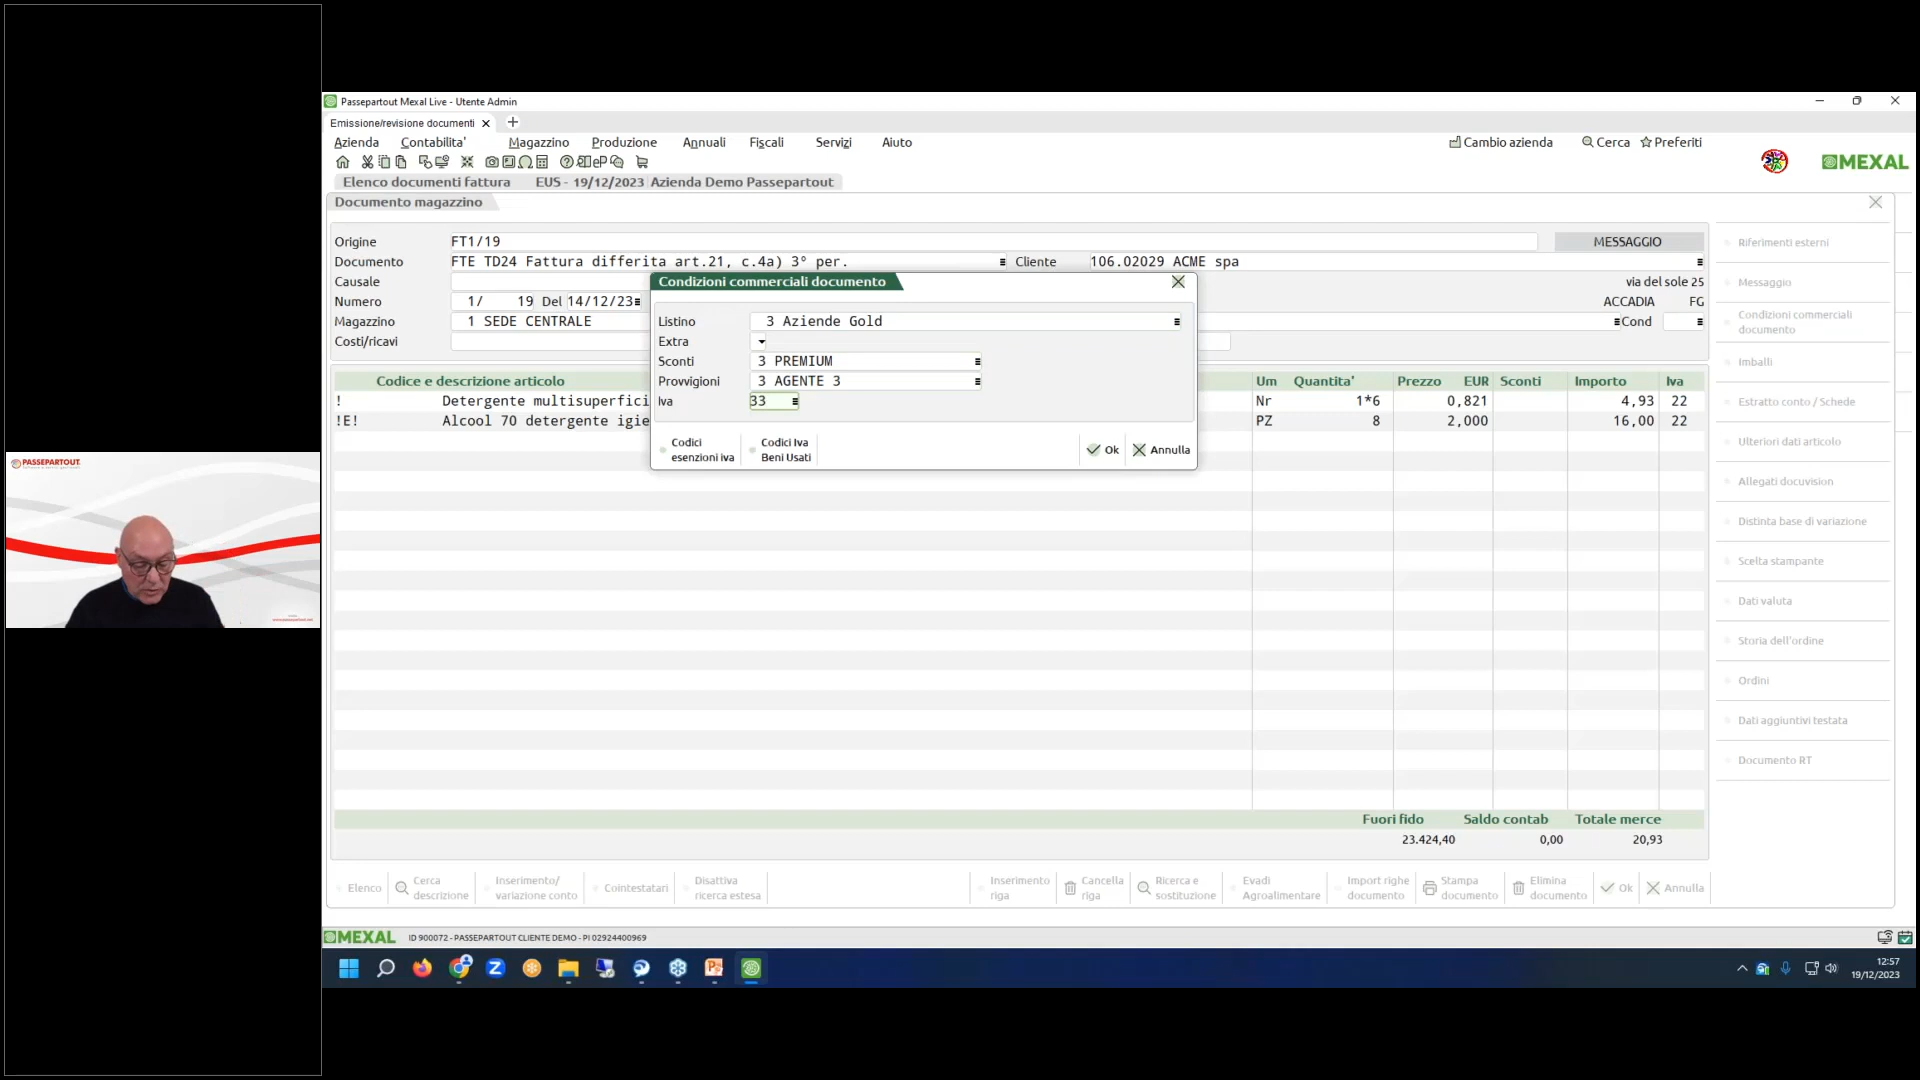 Passepartout Mexal Live - Utente Admin
Emissione/revisione documenti
Azienda Contabilita' Magazzino Produzione Annuali Fiscali Servizi Aiuto
Cambio azienda Cerca Preferiti
MEXAL
Elenco documenti fattura EUS - 19/12/2023 Azienda Demo Passepartout
Documento magazzino
Origine FT1/19 MESSAGGIO
Documento FTE TD24 Fattura differita art.21, c.4a) 3° per. Cliente 106.02029 ACME spa
Causale via del sole 25
Numero 1/ 19 Del 14/12/23 ACCADIA FG
Magazzino 1 SEDE CENTRALE Cond
Costi/ricavi
Condizioni commerciali documento
Listino 3 Aziende Gold
Extra
Sconti 3 PREMIUM
Provvigioni 3 AGENTE 3
Iva 33
Codici esenzioni iva
Codici Iva Beni Usati
Ok Annulla
Codice e descrizione articolo Um Quantita' Prezzo EUR Sconti Importo Iva
! Detergente multisuperfici Nr 1*6 0,821 4,93 22
!E! Alcool 70 detergente igie PZ 8 2,000 16,00 22
Riferimenti esterni
Messaggio
Condizioni commerciali
documento
Imballi
Estratto conto / Schede
Ulteriori dati articolo
Allegati docuvision
Distinta base di variazione
Scelta stampante
Dati valuta
Storia dell'ordine
Ordini
Dati aggiuntivi testata
Documento RT
Fuori fido Saldo contab Totale merce
23.424,40 0,00 20,93
Elenco
Cerca descrizione
Inserimento/ variazione conto
Cointestatari
Disattiva ricerca estesa
Inserimento riga
Cancella riga
Ricerca e sostituzione
Evadi Agroalimentare
Import righe documento
Stampa documento
Elimina documento
Ok
Annulla
MEXAL ID 900072 - PASSEPARTOUT CLIENTE DEMO - PI 02924400969
12:57
19/12/2023
PASSEPARTOUT